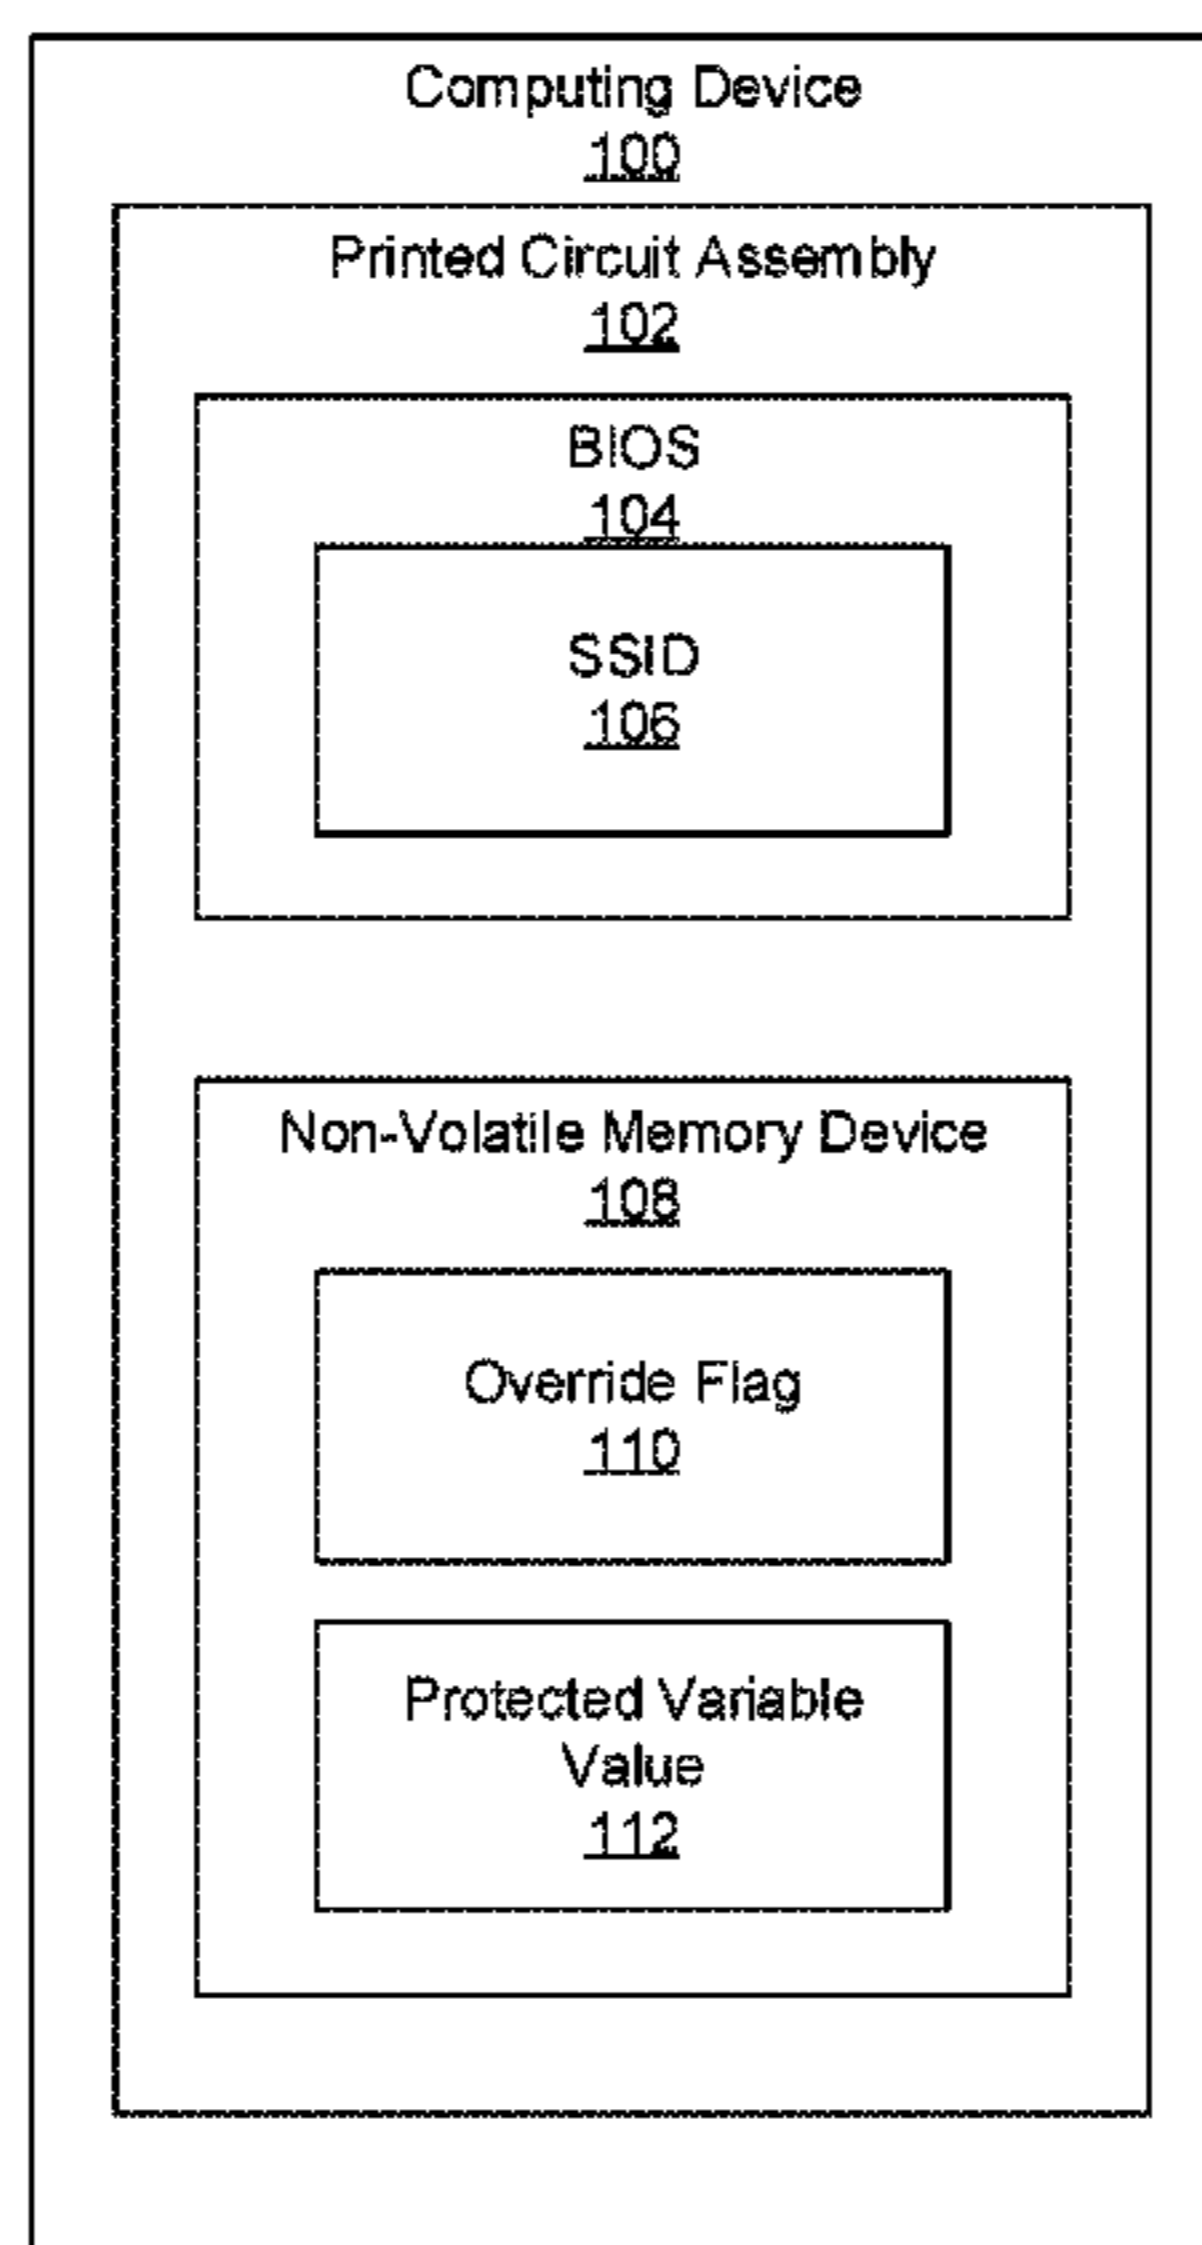 Computing Device
100
Printed Circuit Assembly
102
BIOS
104
SSID
106
Non-Volatile Memory Device
108
Override Flag
110
Protected Variable
Value
112